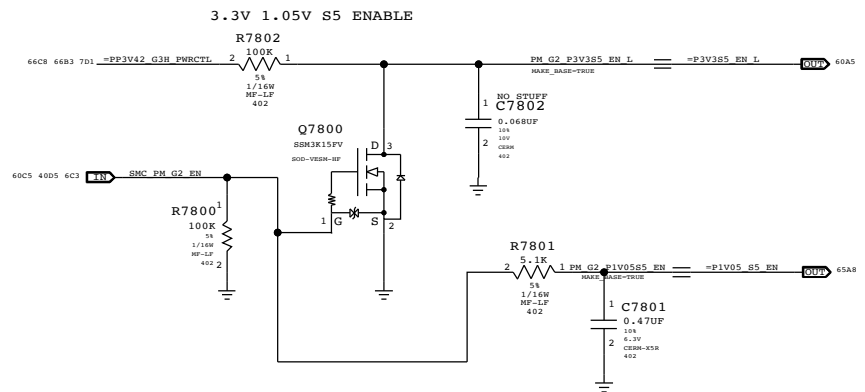 3.3V 1.05V S5 ENABLE
R7802
66C8 66B3 7D1 =PP3V42_G3H_PWRCTL 2 100K 1 PM_G2_P3V3S5_EN_L =P3V3S5_EN_L OUT 60A5
5%
1/16W
MF-LF
402
MAKE_BASE=TRUE
NO STUFF
1 C7802
0.068UF
10%
10V
2 CERM
402
Q7800
SSM3K15FV
SOD-VESM-HF
D 3
1 G S 2
60C5 40D5 6C3 IN SMC_PM_G2_EN
R7800 1
100K
5%
1/16W
MF-LF
402 2
R7801
2 5.1K 1 PM_G2_P1V05S5_EN =P1V05_S5_EN OUT 65A8
5%
1/16W
MF-LF
402
MAKE_BASE=TRUE
1 C7801
0.47UF
10%
2 6.3V
CERM-X5R
402